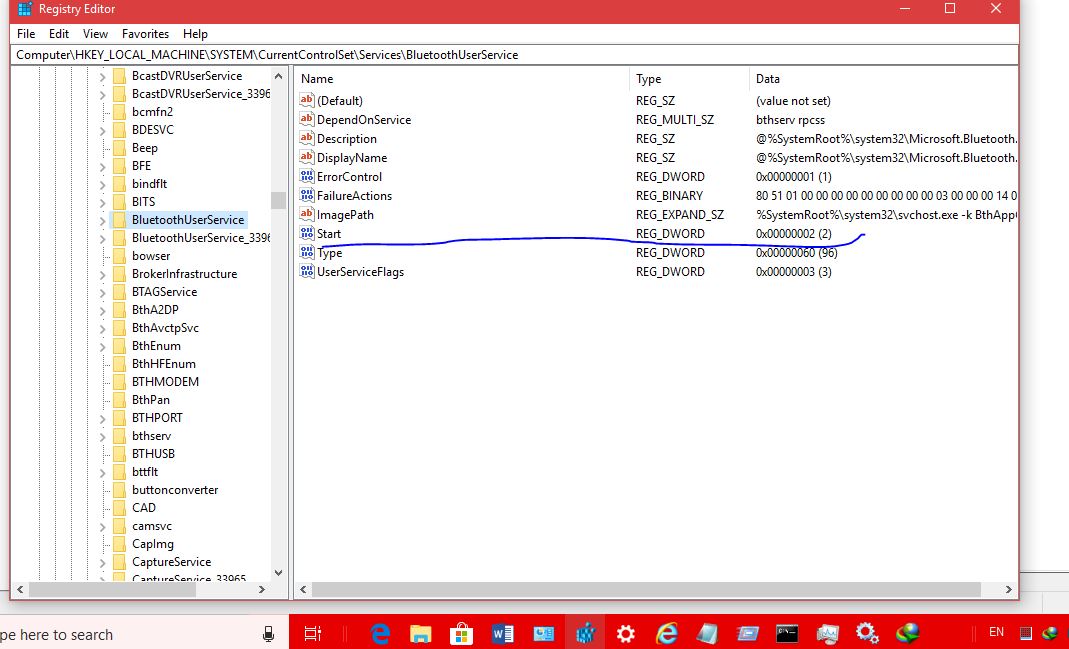 Registry Editor
File Edit View Favorites Help
Computer\HKEY_LOCAL_MACHINE\SYSTEM\CurrentControlSet\Services\BluetoothUserService
BcastDVRUserService
BcastDVRUserService_3396
bcmfn2
BDESVC
Beep
BFE
bindflt
BITS
BluetoothUserService
BluetoothUserService_3396
bowser
BrokerInfrastructure
BTAGService
BthA2DP
BthAvctpSvc
BthEnum
BthHFEnum
BTHMODEM
BthPan
BTHPORT
bthserv
BTHUSB
bttflt
buttonconverter
CAD
camsvc
CapImg
CaptureService
CaptureService_33965
Name Type Data
(Default) REG_SZ (value not set)
DependOnService REG_MULTI_SZ bthserv rpcss
Description REG_SZ @%SystemRoot%\system32\Microsoft.Bluetooth.
DisplayName REG_SZ @%SystemRoot%\system32\Microsoft.Bluetooth.
ErrorControl REG_DWORD 0x00000001 (1)
FailureActions REG_BINARY 80 51 01 00 00 00 00 00 00 00 00 00 03 00 00 00 14 0
ImagePath REG_EXPAND_SZ %SystemRoot%\system32\svchost.exe -k BthApp
Start REG_DWORD 0x00000002 (2)
Type REG_DWORD 0x00000060 (96)
UserServiceFlags REG_DWORD 0x00000003 (3)
pe here to search
EN